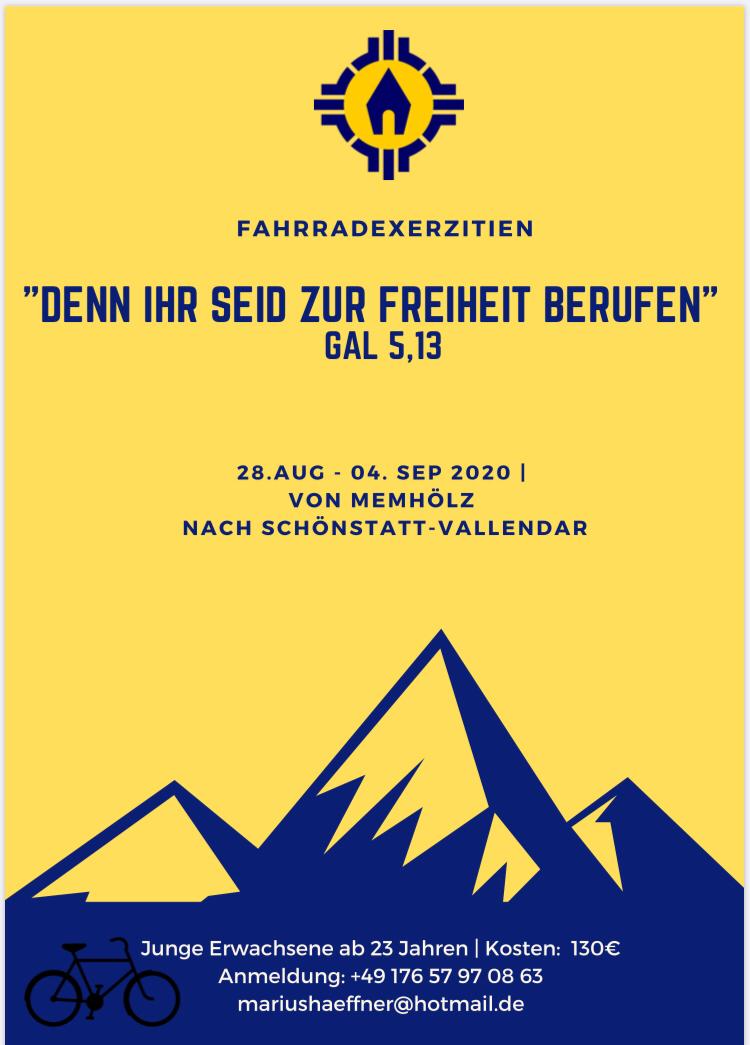 FAHRRADEXERZITIEN
"DENN IHR SEID ZUR FREIHEIT BERUFEN"
GAL 5,13
28.AUG - 04. SEP 2020 |
VON MEMHÖLZ
NACH SCHÖNSTATT-VALLENDAR
Junge Erwachsene ab 23 Jahren | Kosten: 130€
Anmeldung: +49 176 57 97 08 63
mariushaeffner@hotmail.de